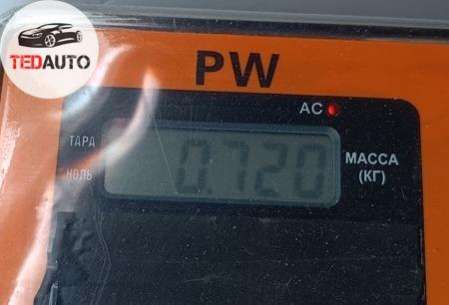 TEDAUTO
PW
AC
ТАРА
НОЛЬ
0.720
МАССА
(КГ)